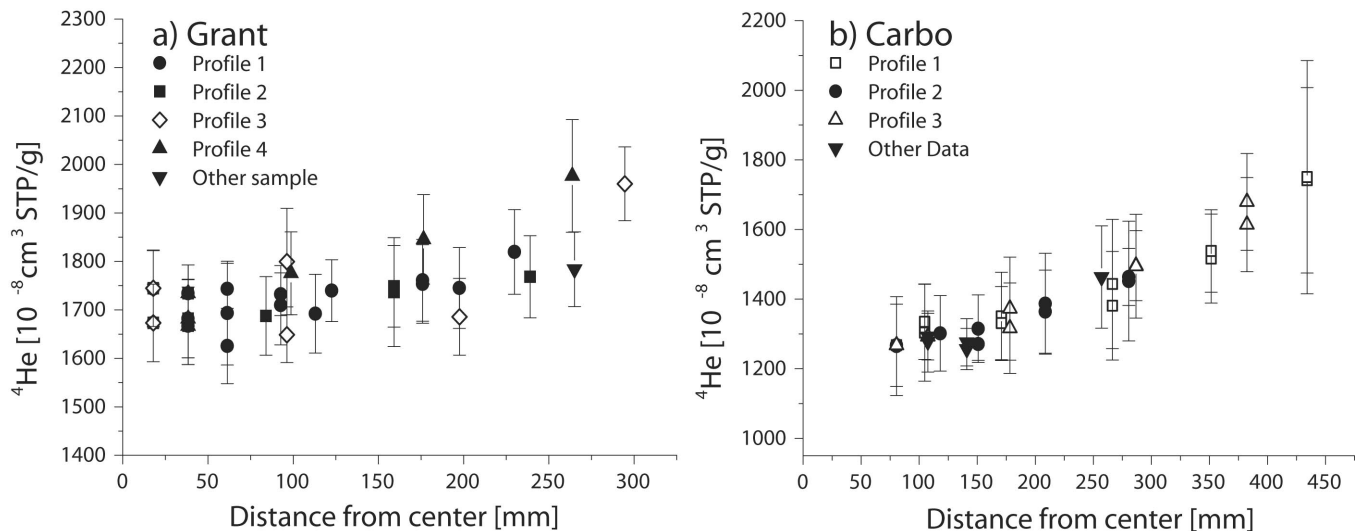 a) Grant
Profile 1
Profile 2
Profile 3
Profile 4
Other sample
⁴He [10 ⁻⁸cm ³ STP/g]
2300
2200
2100
2000
1900
1800
1700
1600
1500
1400
0 50 100 150 200 250 300
Distance from center [mm]
b) Carbo
Profile 1
Profile 2
Profile 3
Other Data
⁴He [10 ⁻⁸cm ³ STP/g]
2200
2000
1800
1600
1400
1200
1000
0 50 100 150 200 250 300 350 400 450
Distance from center [mm]